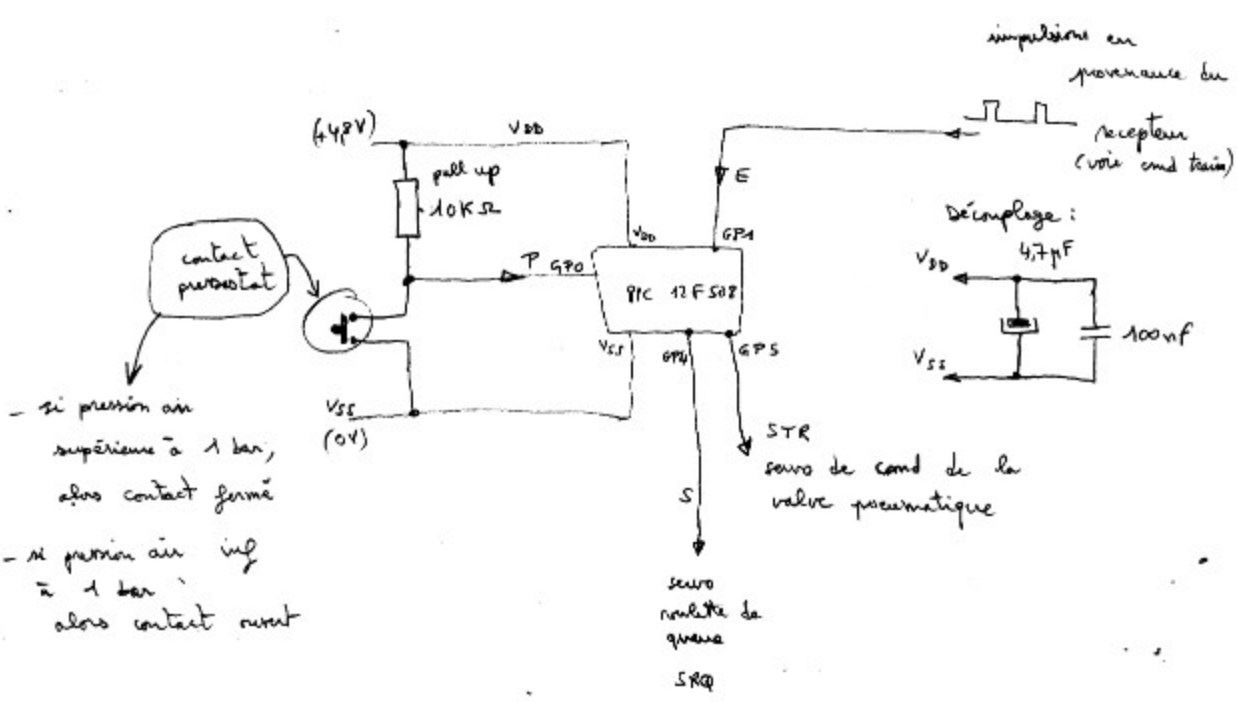 impulsions en
provenance du
recepteur
(voie cmd train)
(+4,8V)
VDD
E
pull up
10KΩ
contact
pressostat
P
GP0
VDD
GP1
PIC 12F508
VSS
GP4
GP5
Découplage :
4,7µF
VDD
100nF
VSS
VSS
(0V)
- si pression air
supérieure à 1 bar,
alors contact fermé
- si pression air inf
à 1 bar
alors contact ouvert
STR
servo de cmd de la
valve pneumatique
S
servo
roulette de
queue
SRQ